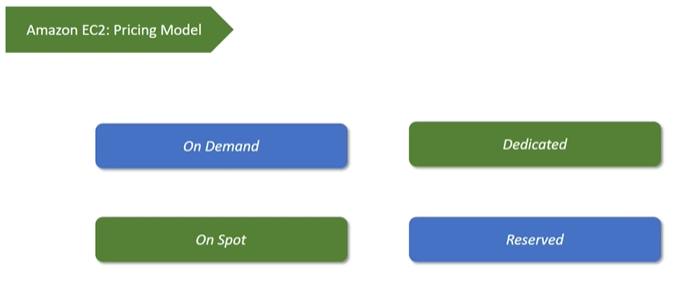 Amazon EC2: Pricing Model
On Demand
Dedicated
On Spot
Reserved